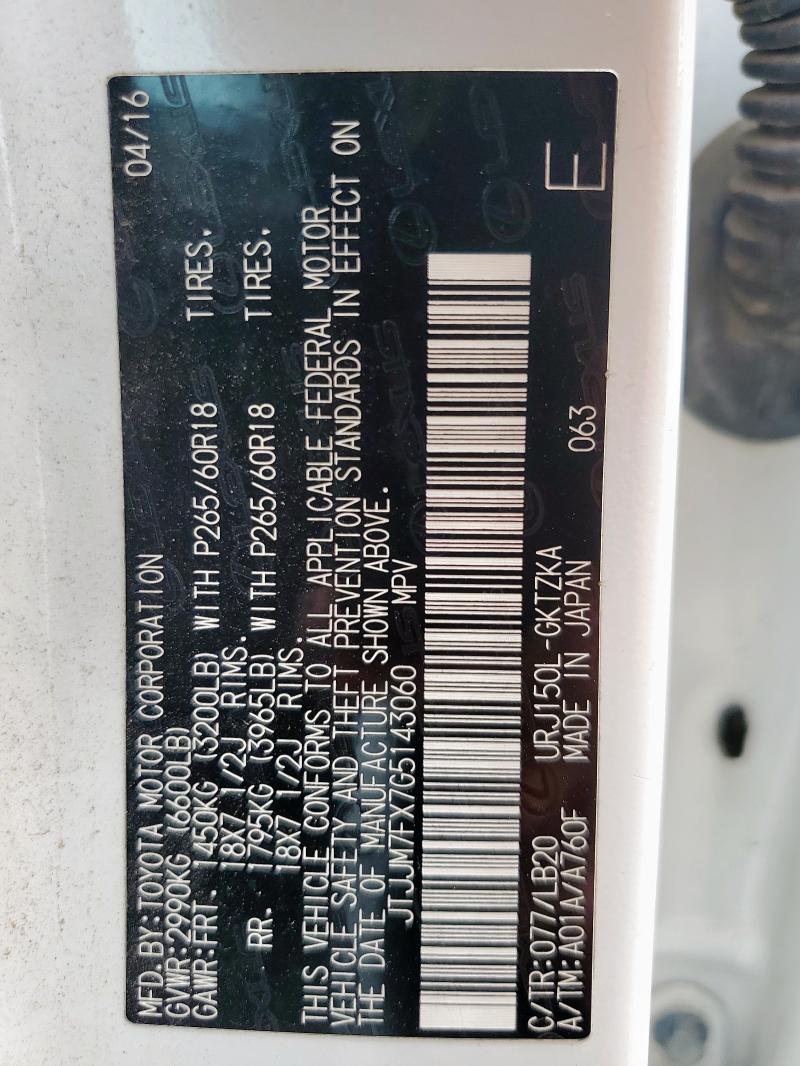 MFD.BY:TOYOTA MOTOR CORPORATION 04/16
GVWR:2990KG (6600LB)
GAWR:FRT. 1450KG (3200LB) WITH P265/60R18 TIRES.
18X7 1/2J RIMS.
RR. 1795KG (3965LB) WITH P265/60R18 TIRES.
18X7 1/2J RIMS.
THIS VEHICLE CONFORMS TO ALL APPLICABLE FEDERAL MOTOR
VEHICLE SAFETY AND THEFT PREVENTION STANDARDS IN EFFECT ON
THE DATE OF MANUFACTURE SHOWN ABOVE.
JTJJM7FX7G5143060 MPV
C/TR:077/LB20 URJ150L-GKTZKA 063 E
A/TM:A01A/A760F MADE IN JAPAN